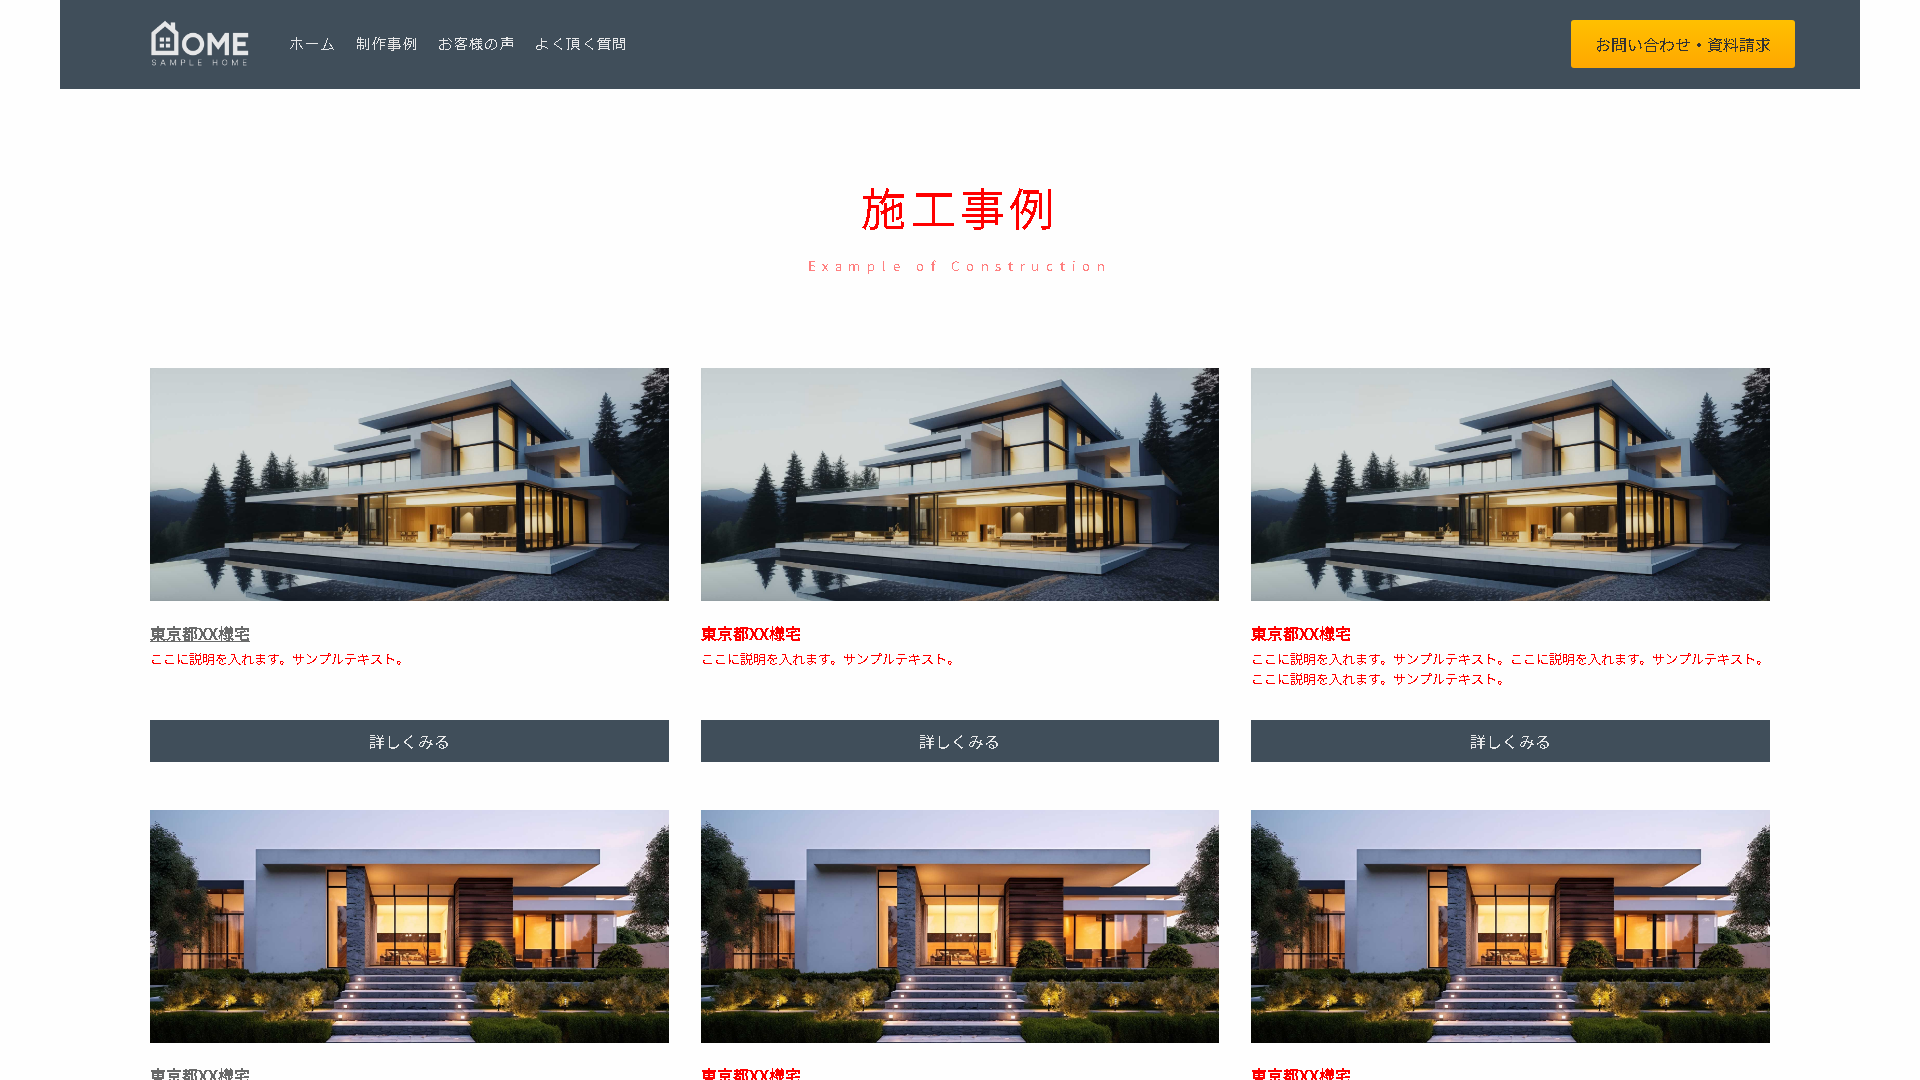 OME
SAMPLE HOME
ホーム 制作事例 お客様の声 よく頂く質問
お問い合わせ・資料請求
施工事例
Example of Construction
東京都XX様宅
ここに説明を入れます。サンプルテキスト。
詳しくみる
東京都XX様宅
ここに説明を入れます。サンプルテキスト。
詳しくみる
東京都XX様宅
ここに説明を入れます。サンプルテキスト。ここに説明を入れます。サンプルテキスト。
ここに説明を入れます。サンプルテキスト。
詳しくみる
東京都XX様宅
東京都XX様宅
東京都XX様宅